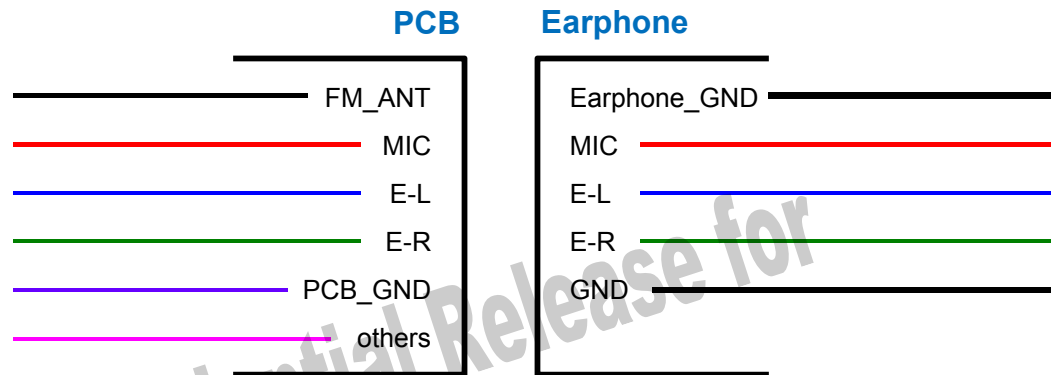 PCB Earphone
FM_ANT Earphone_GND
MIC MIC
E-L E-L
E-R E-R
PCB_GND GND
others
Release for